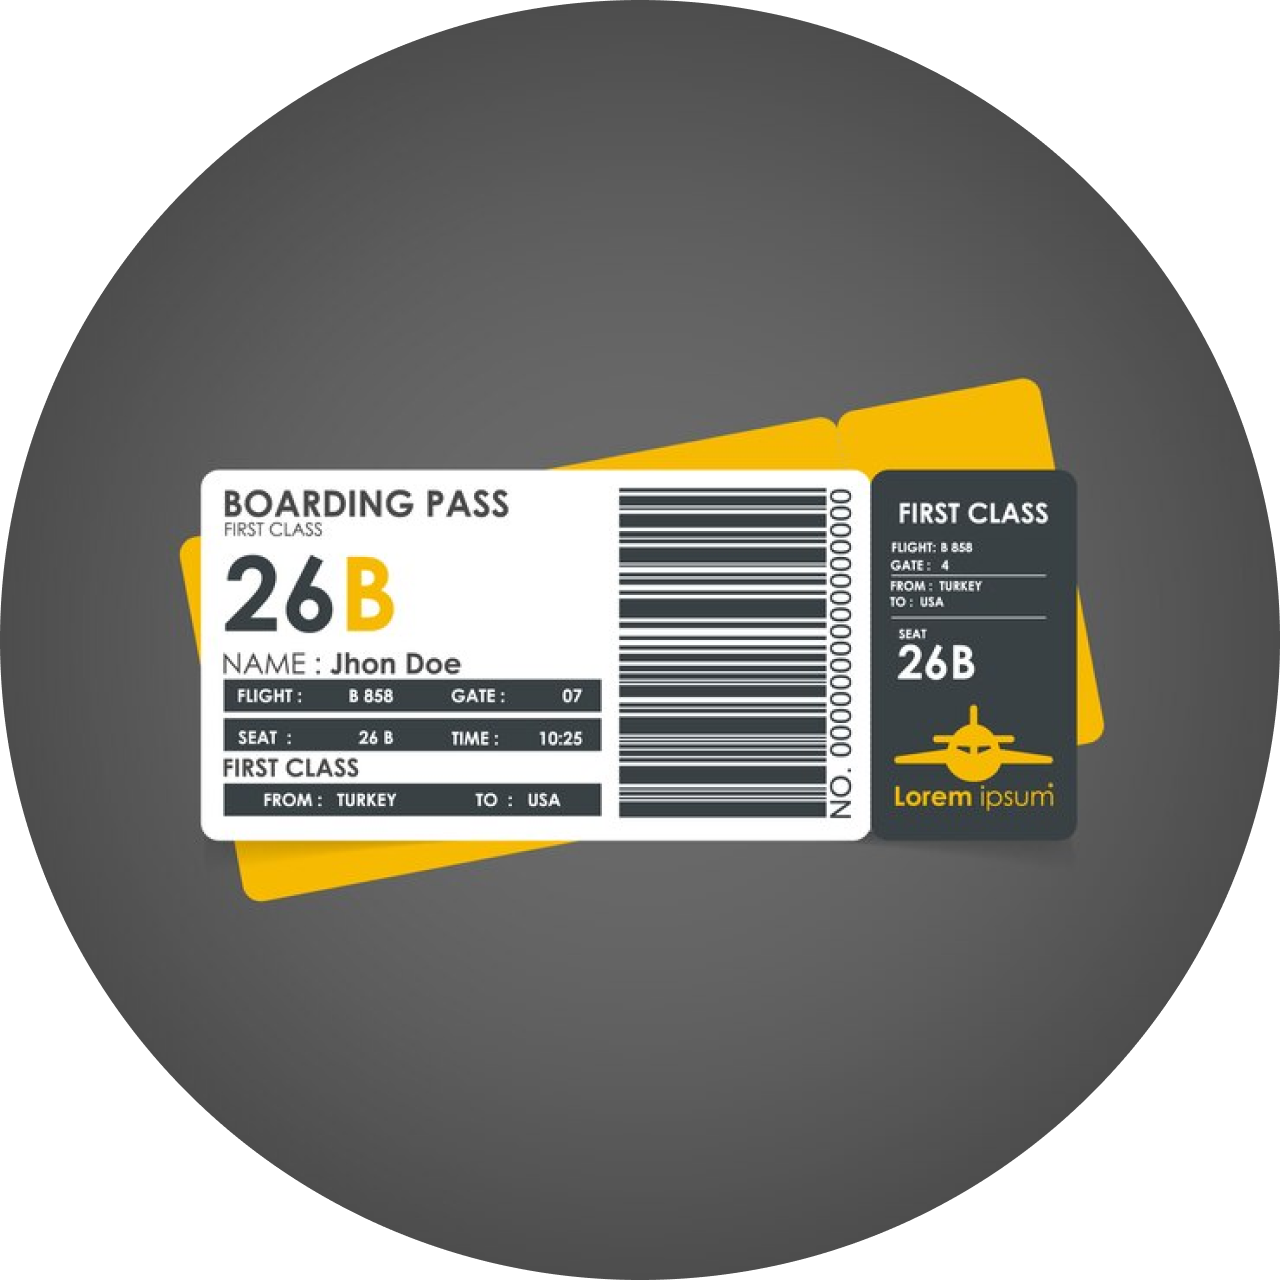 BOARDING PASS
FIRST CLASS
26B
NAME : Jhon Doe
FLIGHT : B 858 GATE : 07
SEAT : 26 B TIME : 10:25
FIRST CLASS
FROM : TURKEY TO : USA
NO. 0000000000000000000
FIRST CLASS
FLIGHT: B 858
GATE : 4
FROM : TURKEY
TO : USA
SEAT
26B
Lorem ipsum